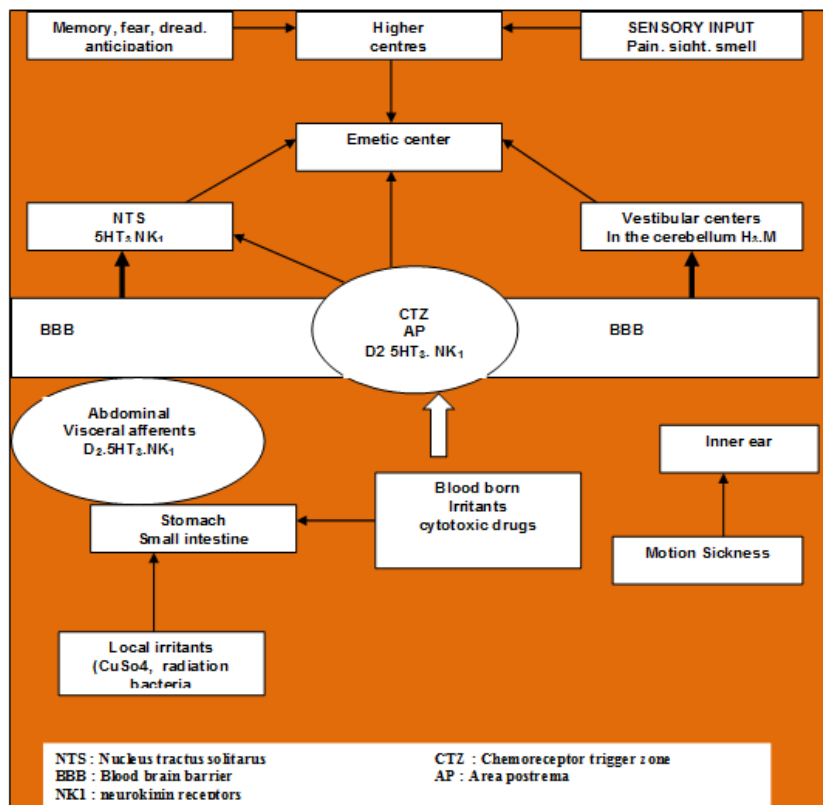 Memory, fear, dread,
anticipation
Higher
centres
SENSORY INPUT
Pain, sight, smell
Emetic center
NTS
5HT₃ NK₁
Vestibular centers
In the cerebellum H₃.M
BBB
CTZ
AP
D2 5HT₃. NK₁
BBB
Abdominal
Visceral afferents
D₂.5HT₃.NK₁
Inner ear
Blood born
Irritants
cytotoxic drugs
Stomach
Small intestine
Motion Sickness
Local irritants
(CuSo4, radiation
bacteria
NTS : Nucleus tractus solitarus
BBB : Blood brain barrier
NK1 : neurokinin receptors
CTZ : Chemoreceptor trigger zone
AP : Area postrema